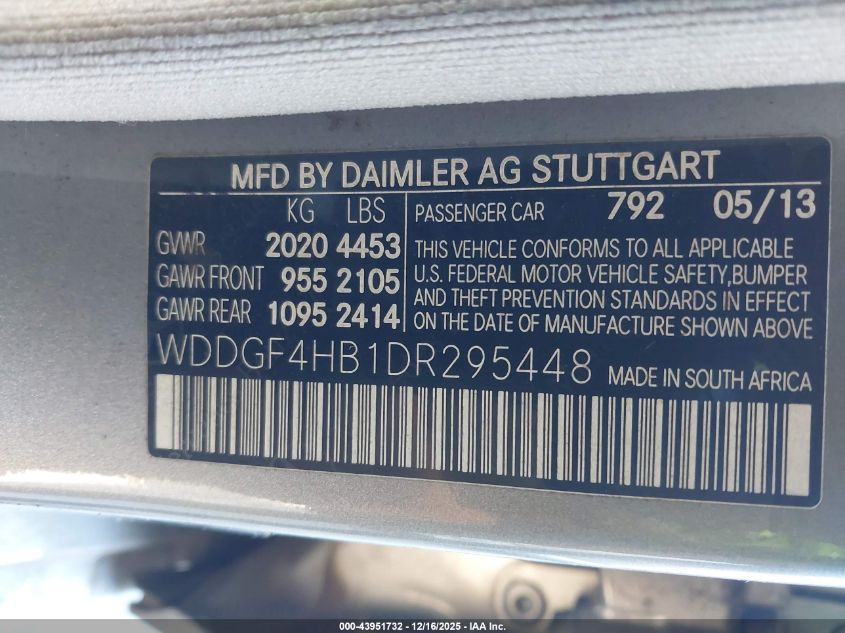 MFD BY DAIMLER AG STUTTGART
KG LBS
GVWR 2020 4453
GAWR FRONT 955 2105
GAWR REAR 1095 2414
PASSENGER CAR 792 05/13
THIS VEHICLE CONFORMS TO ALL APPLICABLE
U.S. FEDERAL MOTOR VEHICLE SAFETY,BUMPER
AND THEFT PREVENTION STANDARDS IN EFFECT
ON THE DATE OF MANUFACTURE SHOWN ABOVE
WDDGF4HB1DR295448 MADE IN SOUTH AFRICA
000-43951732 - 12/16/2025 - IAA Inc.